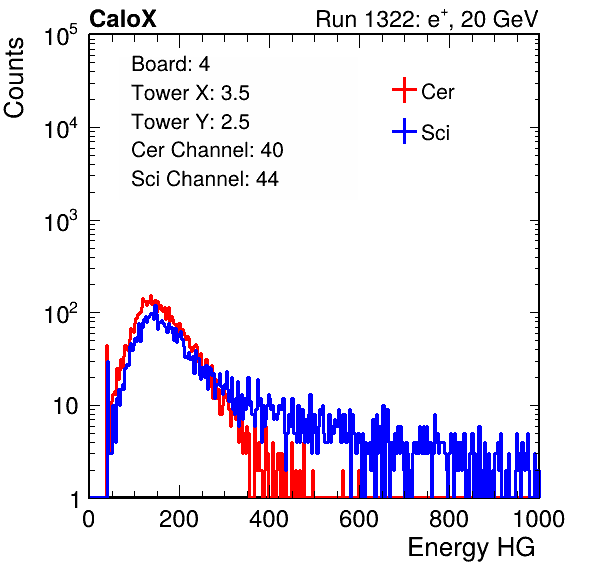 CaloX Run 1322: e⁺, 20 GeV
Counts
Board: 4
Tower X: 3.5
Tower Y: 2.5
Cer Channel: 40
Sci Channel: 44
Cer
Sci
10⁵
10⁴
10³
10²
10
1
0 200 400 600 800 1000
Energy HG